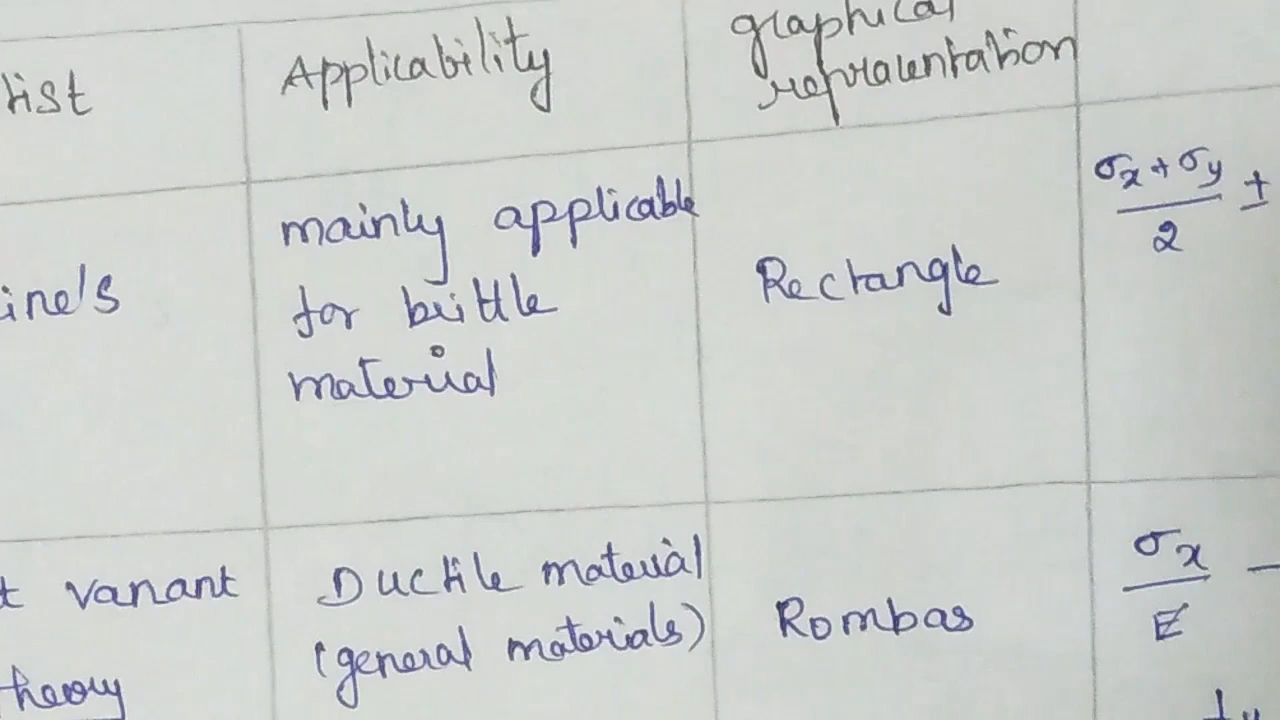 list
Applicability
graphical
representation
ine's
mainly applicable
for brittle
material
Rectangle
σx + σy ±
2
t Vanant
theory
Ductile material
(general materials)
Rombas
σx -
E